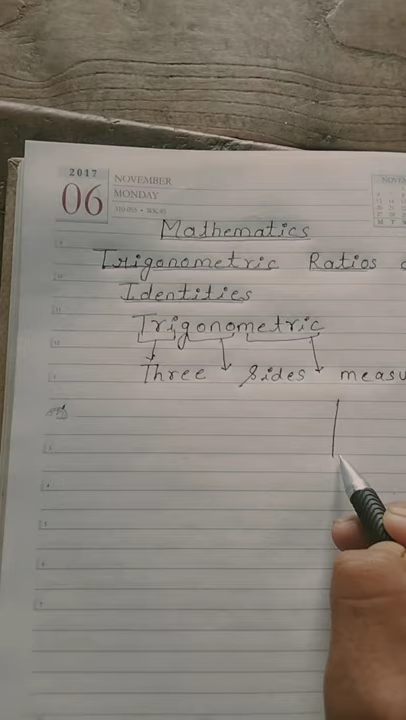 2017
06
NOVEMBER
MONDAY
Mathematics
Trigonometric Ratios
Identities
Trigonometric
Three Sides